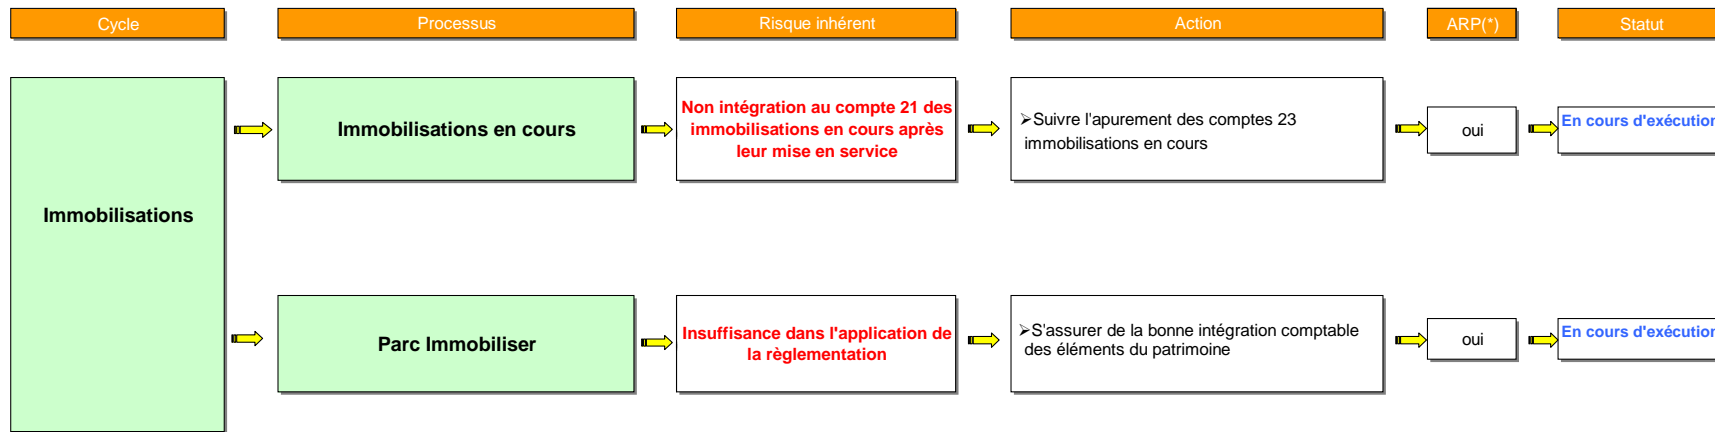 Cycle
Processus
Risque inhérent
Action
ARP(*)
Statut
Immobilisations
Immobilisations en cours
Non intégration au compte 21 des
immobilisations en cours après
leur mise en service
➢Suivre l'apurement des comptes 23
immobilisations en cours
oui
En cours d'exécution
Parc Immobiliser
Insuffisance dans l'application de
la règlementation
➢S'assurer de la bonne intégration comptable
des éléments du patrimoine
oui
En cours d'exécution